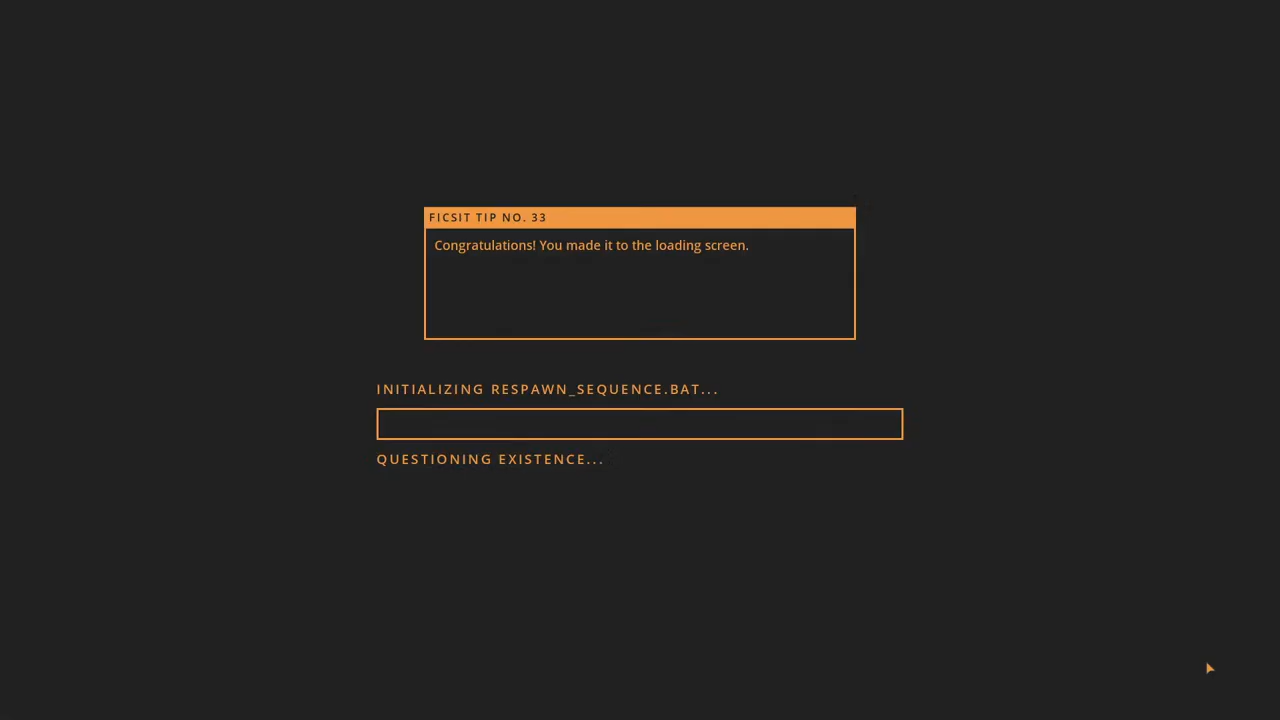 FICSIT TIP NO. 33
Congratulations! You made it to the loading screen.
INITIALIZING RESPAWN_SEQUENCE.BAT...
QUESTIONING EXISTENCE...